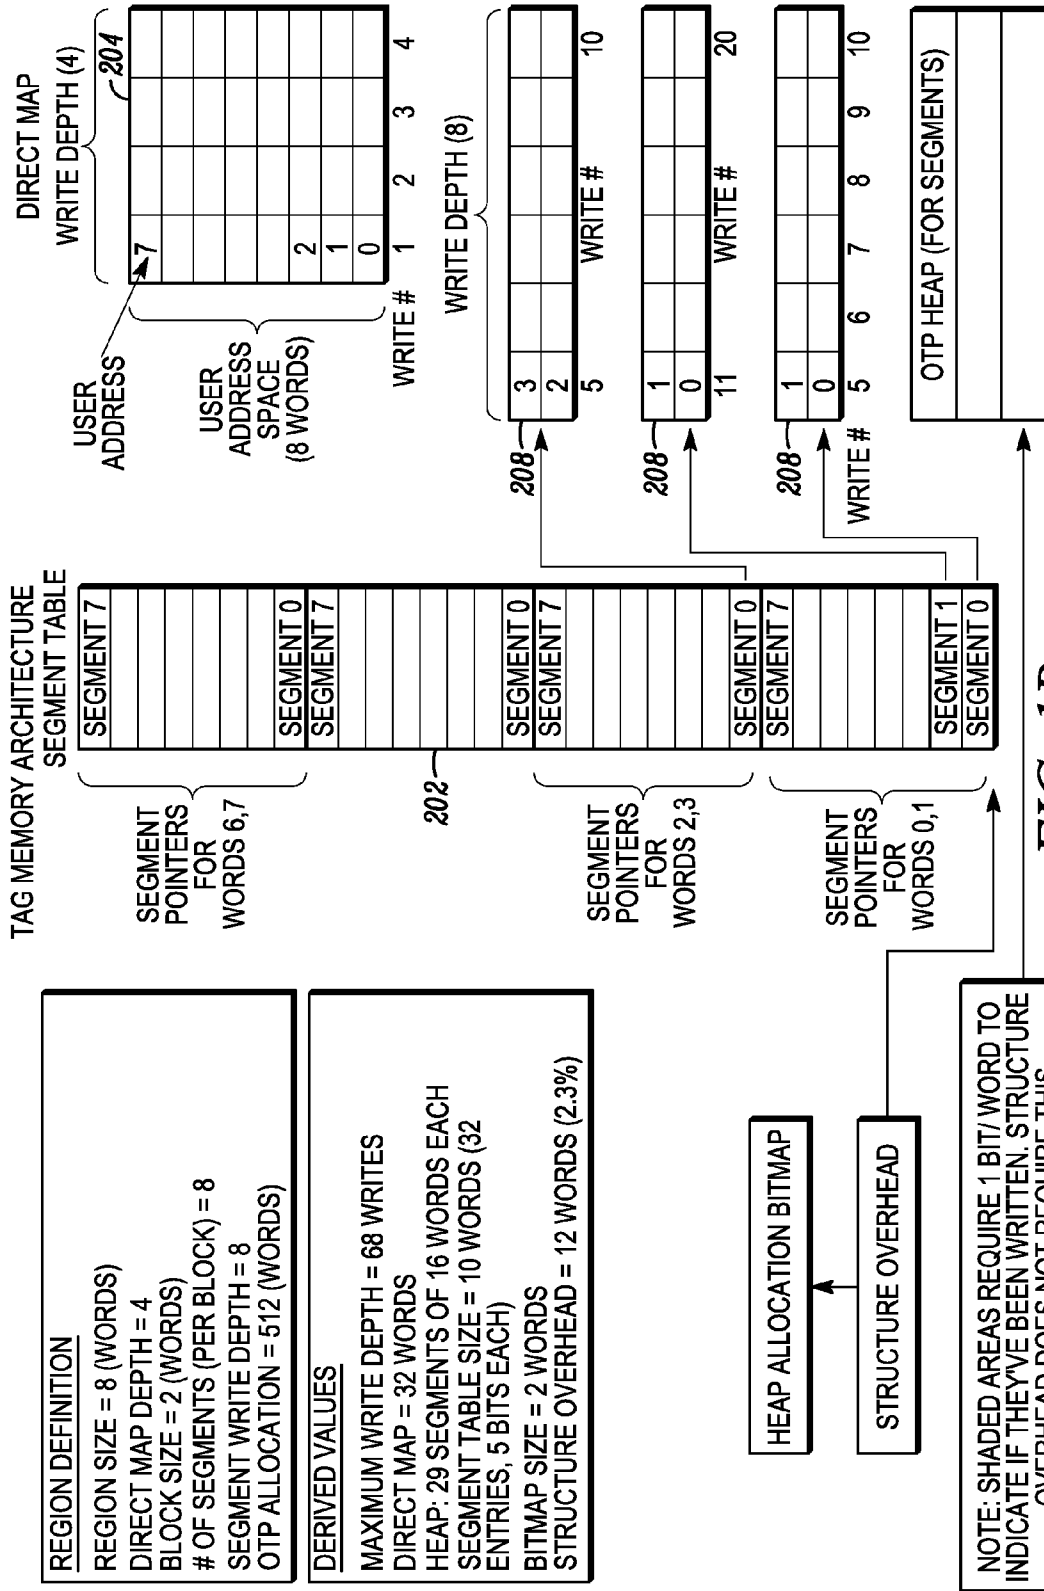 TAG MEMORY ARCHITECTURE
REGION DEFINITION
REGION SIZE = 8 (WORDS)
DIRECT MAP DEPTH = 4
BLOCK SIZE = 2 (WORDS)
# OF SEGMENTS (PER BLOCK) = 8
SEGMENT WRITE DEPTH = 8
OTP ALLOCATION = 512 (WORDS)
DERIVED VALUES
MAXIMUM WRITE DEPTH = 68 WRITES
DIRECT MAP = 32 WORDS
HEAP: 29 SEGMENTS OF 16 WORDS EACH
SEGMENT TABLE SIZE = 10 WORDS (32
ENTRIES, 5 BITS EACH)
BITMAP SIZE = 2 WORDS
STRUCTURE OVERHEAD = 12 WORDS (2.3%)
HEAP ALLOCATION BITMAP
STRUCTURE OVERHEAD
NOTE: SHADED AREAS REQUIRE 1 BIT/ WORD TO
INDICATE IF THEY'VE BEEN WRITTEN. STRUCTURE
OVERHEAD DOES NOT REQUIRE THIS
SEGMENT TABLE
SEGMENT
POINTERS
FOR
WORDS 6,7
SEGMENT 7
SEGMENT 0
SEGMENT 7
202
SEGMENT 0
SEGMENT
POINTERS
FOR
WORDS 2,3
SEGMENT 7
SEGMENT 0
SEGMENT
POINTERS
FOR
WORDS 0,1
SEGMENT 7
SEGMENT 1
SEGMENT 0
DIRECT MAP
WRITE DEPTH (4)
204
USER
ADDRESS
7
USER
ADDRESS
SPACE
(8 WORDS)
2
1
0
WRITE # 1 2 3 4
WRITE DEPTH (8)
208
3
2
5 WRITE # 10
208
1
0
11 WRITE # 20
208
1
0
WRITE # 5 6 7 8 9 10
OTP HEAP (FOR SEGMENTS)